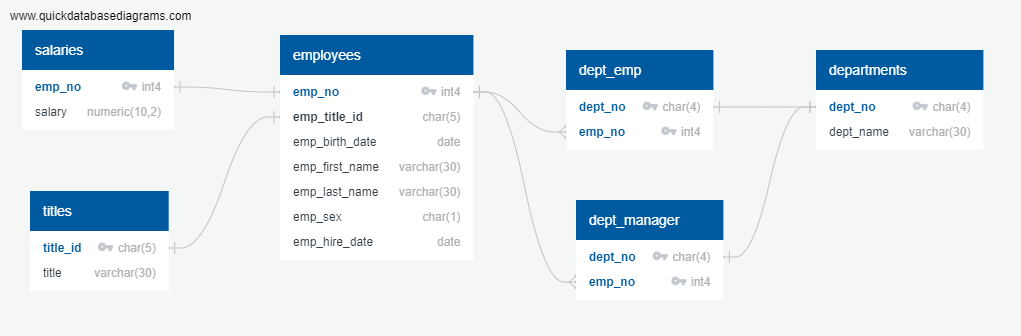 www.quickdatabasediagrams.com
salaries
emp_no int4
salary numeric(10,2)
titles
title_id char(5)
title varchar(30)
employees
emp_no int4
emp_title_id char(5)
emp_birth_date date
emp_first_name varchar(30)
emp_last_name varchar(30)
emp_sex char(1)
emp_hire_date date
dept_emp
dept_no char(4)
emp_no int4
dept_manager
dept_no char(4)
emp_no int4
departments
dept_no char(4)
dept_name varchar(30)